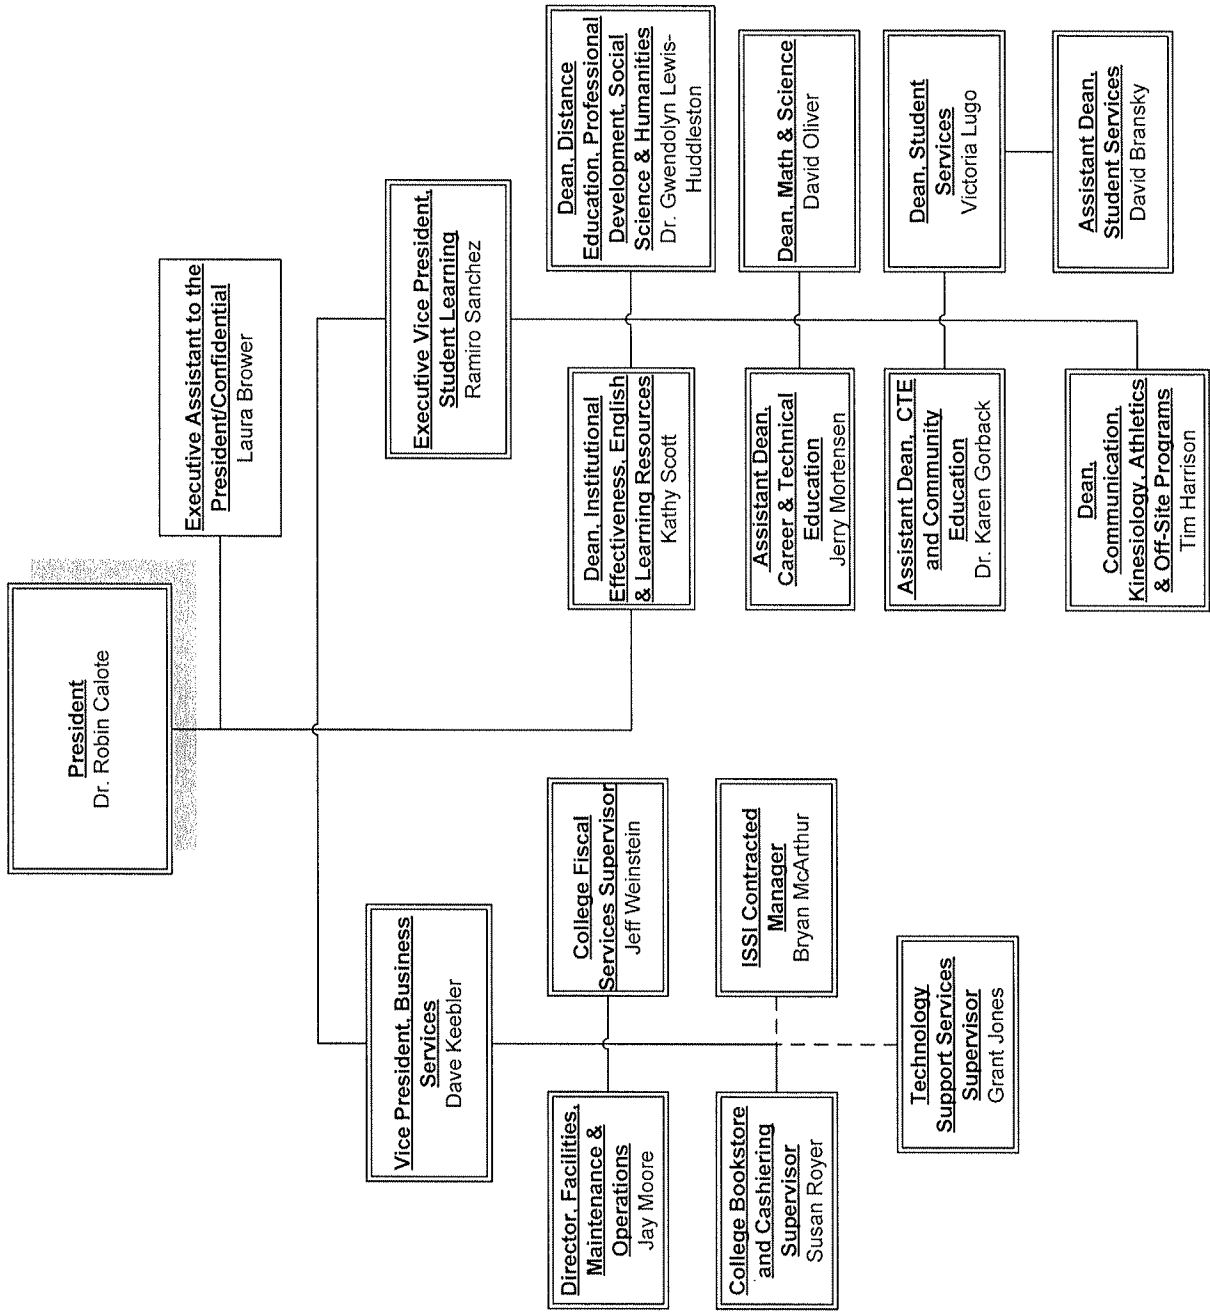 President
Dr. Robin Calote
Executive Assistant to the
President/Confidential
Laura Brower
Vice President, Business
Services
Dave Keebler
Executive Vice President,
Student Learning
Ramiro Sanchez
Director, Facilities,
Maintenance &
Operations
Jay Moore
College Fiscal
Services Supervisor
Jeff Weinstein
Dean, Institutional
Effectiveness, English
& Learning Resources
Kathy Scott
Dean, Distance
Education, Professional
Development, Social
Science & Humanities
Dr. Gwendolyn Lewis-
Huddleston
College Bookstore
and Cashiering
Supervisor
Susan Royer
ISSI Contracted
Manager
Bryan McArthur
Assistant Dean,
Career & Technical
Education
Jerry Mortensen
Dean, Math & Science
David Oliver
Technology
Support Services
Supervisor
Grant Jones
Assistant Dean, CTE
and Community
Education
Dr. Karen Gorback
Dean, Student
Services
Victoria Lugo
Dean,
Communication,
Kinesiology, Athletics
& Off-Site Programs
Tim Harrison
Assistant Dean,
Student Services
David Bransky